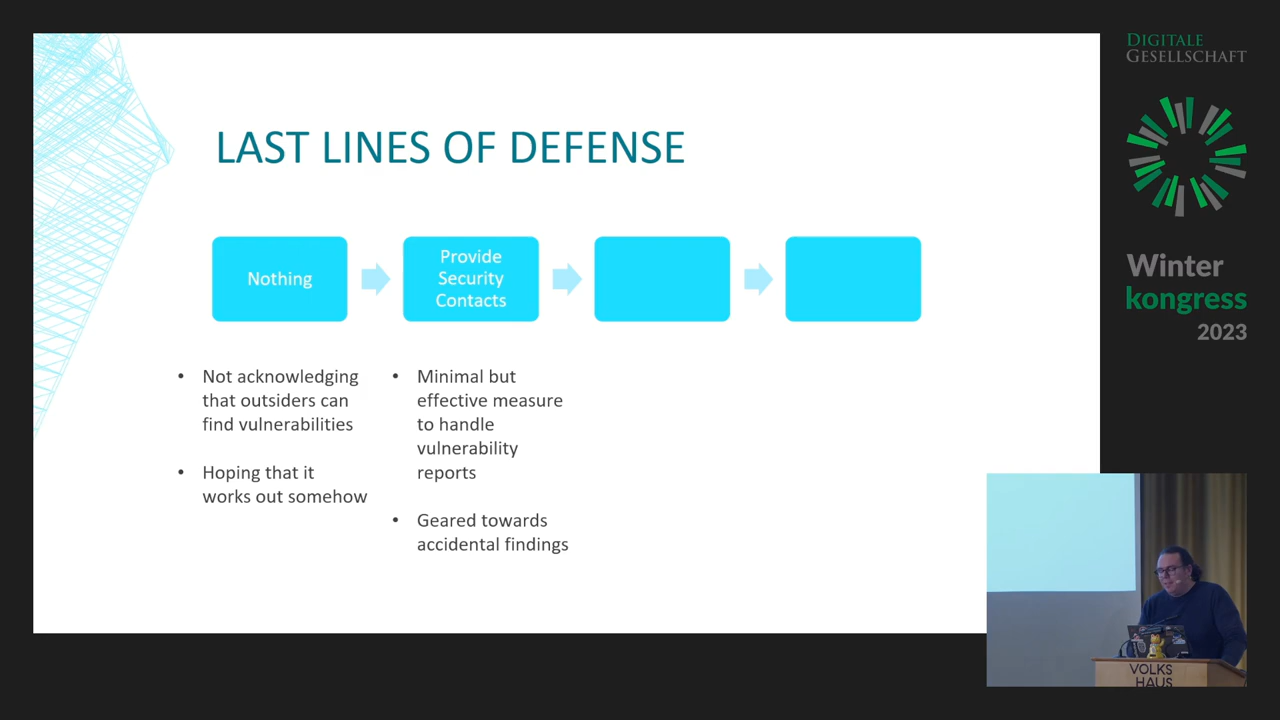 LAST LINES OF DEFENSE
Nothing
Provide
Security
Contacts
• Not acknowledging
that outsiders can
find vulnerabilities
• Hoping that it
works out somehow
• Minimal but
effective measure
to handle
vulnerability
reports
• Geared towards
accidental findings
DIGITALE
GESELLSCHAFT
Winter
kongress
2023
VOLKS
HAUS